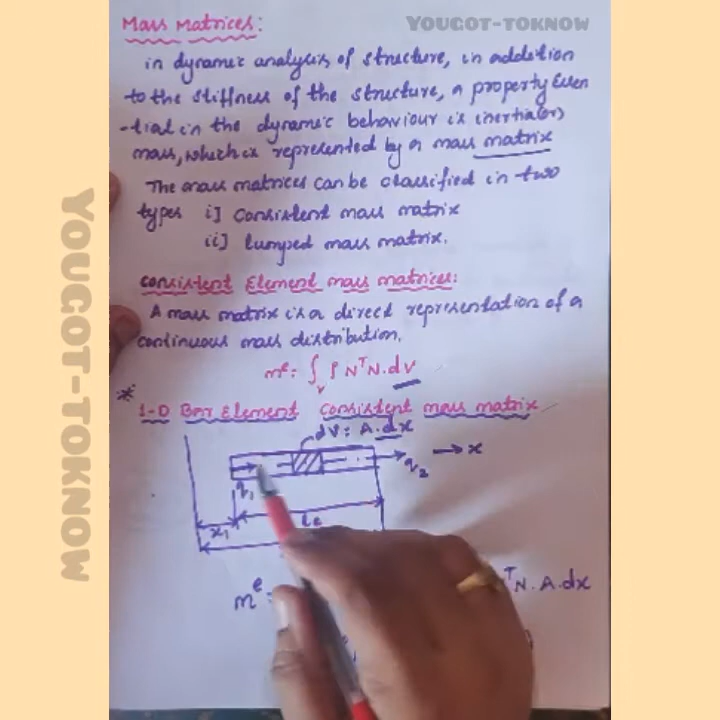 YOUGOT-TOKNOW
Mass Matrices:
in dynamic analysis of structure, in addition
to the stiffness of the structure, a property Essen
-tial in the dynamic behaviour is inertia(or)
mass, which is represented by a mass matrix
The mass matrices can be classified in two
types i] Consistent mass matrix
ii] lumped mass matrix.
Consistent Element mass matrices:
A mass matrix is a direct representation of a
continuous mass distribution.
mᵉ: ∫ᵥ ρ NᵀN.dV
* 1-D Bar Element Consistent mass matrix
dV: A.dx
q₂ → x
q₁
x₁ le
mᵉ: ᵀN.A.dx
YOUGOT-TOKNOW
YOUGOT-TOKNOW